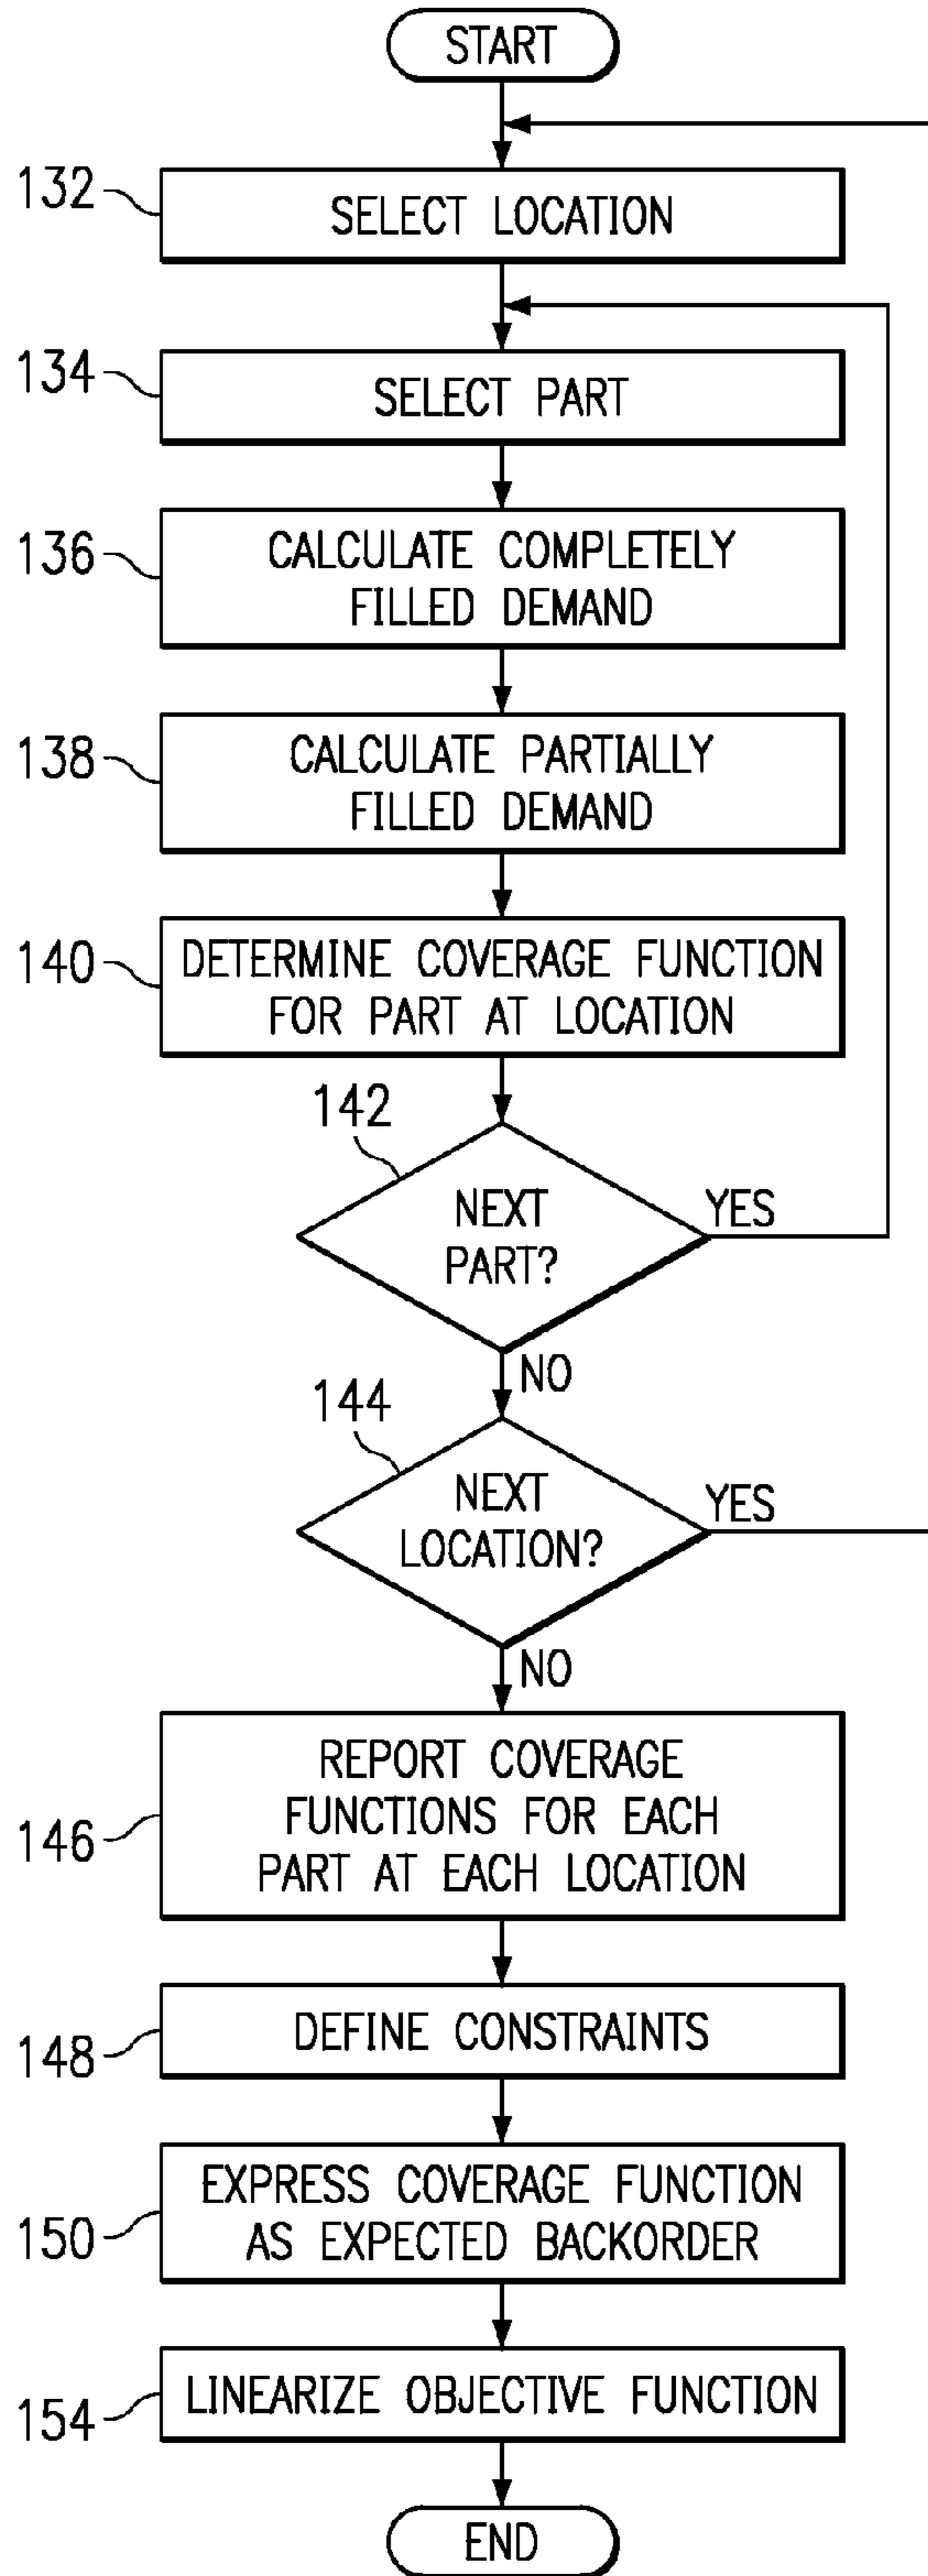 START
132
SELECT LOCATION
134
SELECT PART
136
CALCULATE COMPLETELY
FILLED DEMAND
138
CALCULATE PARTIALLY
FILLED DEMAND
140
DETERMINE COVERAGE FUNCTION
FOR PART AT LOCATION
142
NEXT
PART?
YES
NO
144
NEXT
LOCATION?
YES
NO
146
REPORT COVERAGE
FUNCTIONS FOR EACH
PART AT EACH LOCATION
148
DEFINE CONSTRAINTS
150
EXPRESS COVERAGE FUNCTION
AS EXPECTED BACKORDER
154
LINEARIZE OBJECTIVE FUNCTION
END